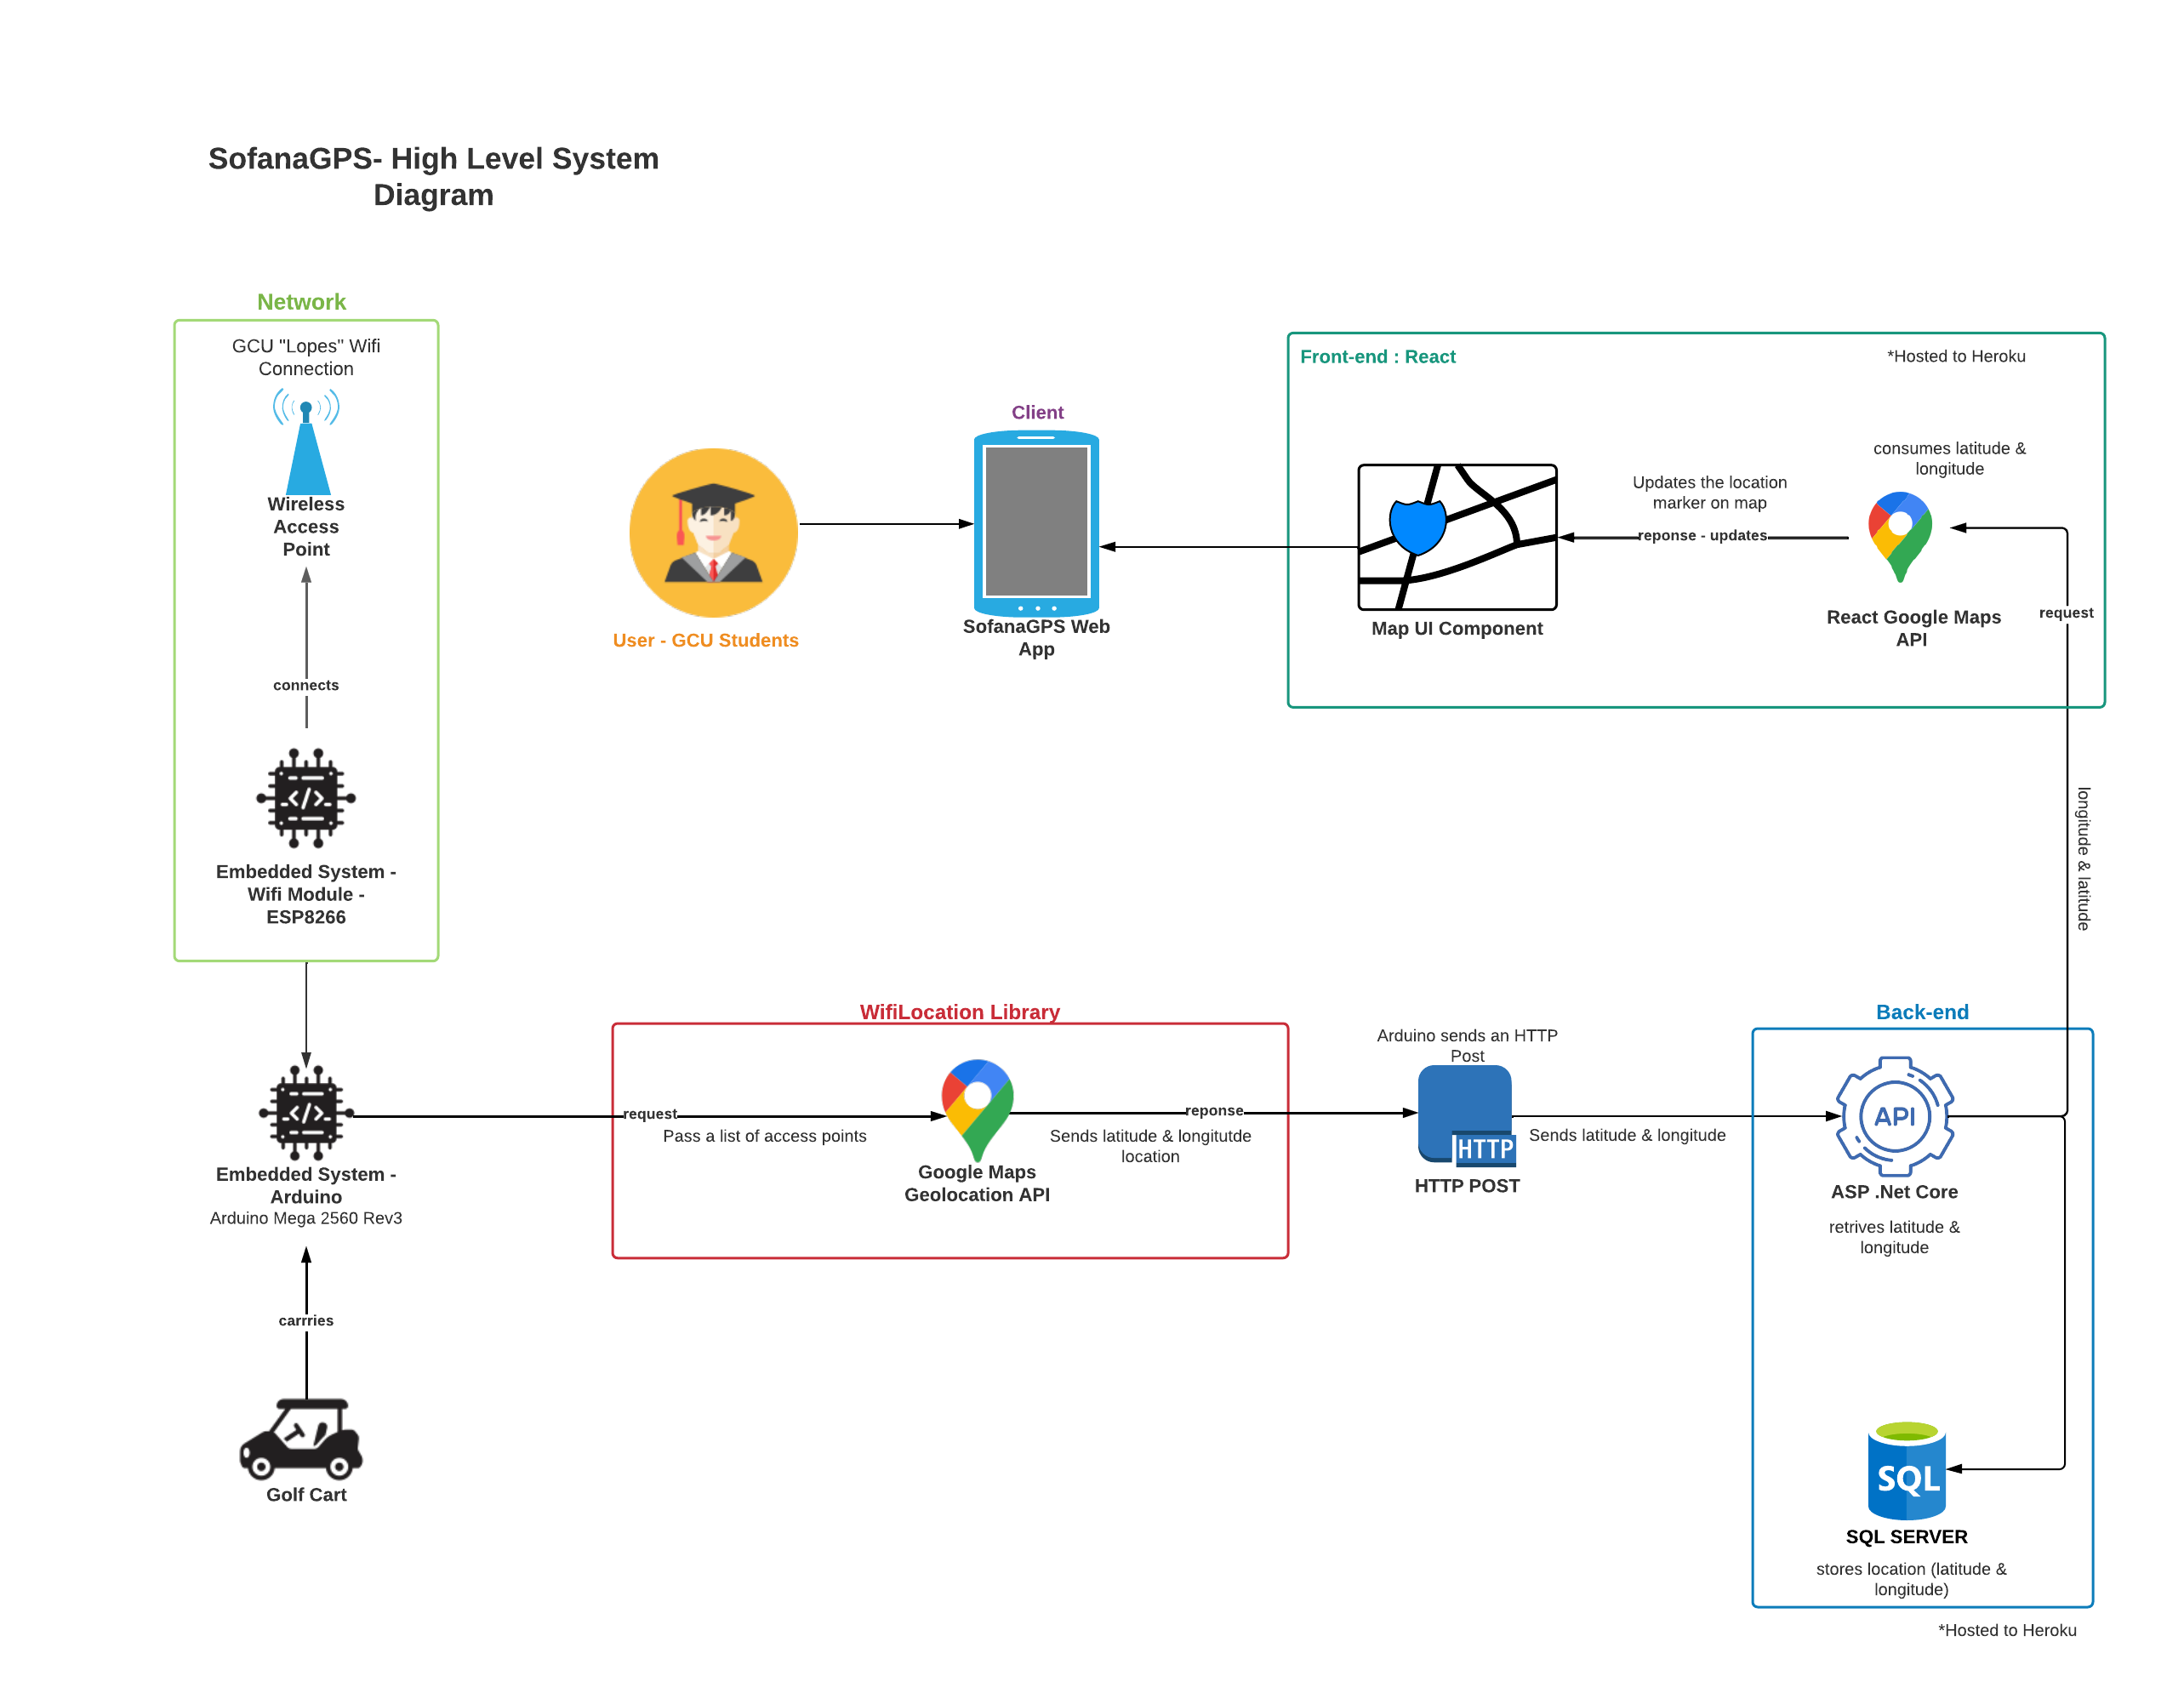 SofanaGPS- High Level System
Diagram
Network
GCU "Lopes" Wifi
Connection
Wireless
Access
Point
connects
Embedded System -
Wifi Module -
ESP8266
User - GCU Students
Client
SofanaGPS Web
App
Front-end : React
*Hosted to Heroku
Map UI Component
Updates the location
marker on map
reponse - updates
consumes latitude &
longitude
React Google Maps
API
request
longitude & latitude
Embedded System -
Arduino
Arduino Mega 2560 Rev3
carrries
Golf Cart
WifiLocation Library
request
Pass a list of access points
Google Maps
Geolocation API
reponse
Sends latitude & longitutde
location
Arduino sends an HTTP
Post
HTTP
HTTP POST
Sends latitude & longitude
Back-end
API
ASP .Net Core
retrives latitude &
longitude
SQL
SQL SERVER
stores location (latitude &
longitude)
*Hosted to Heroku